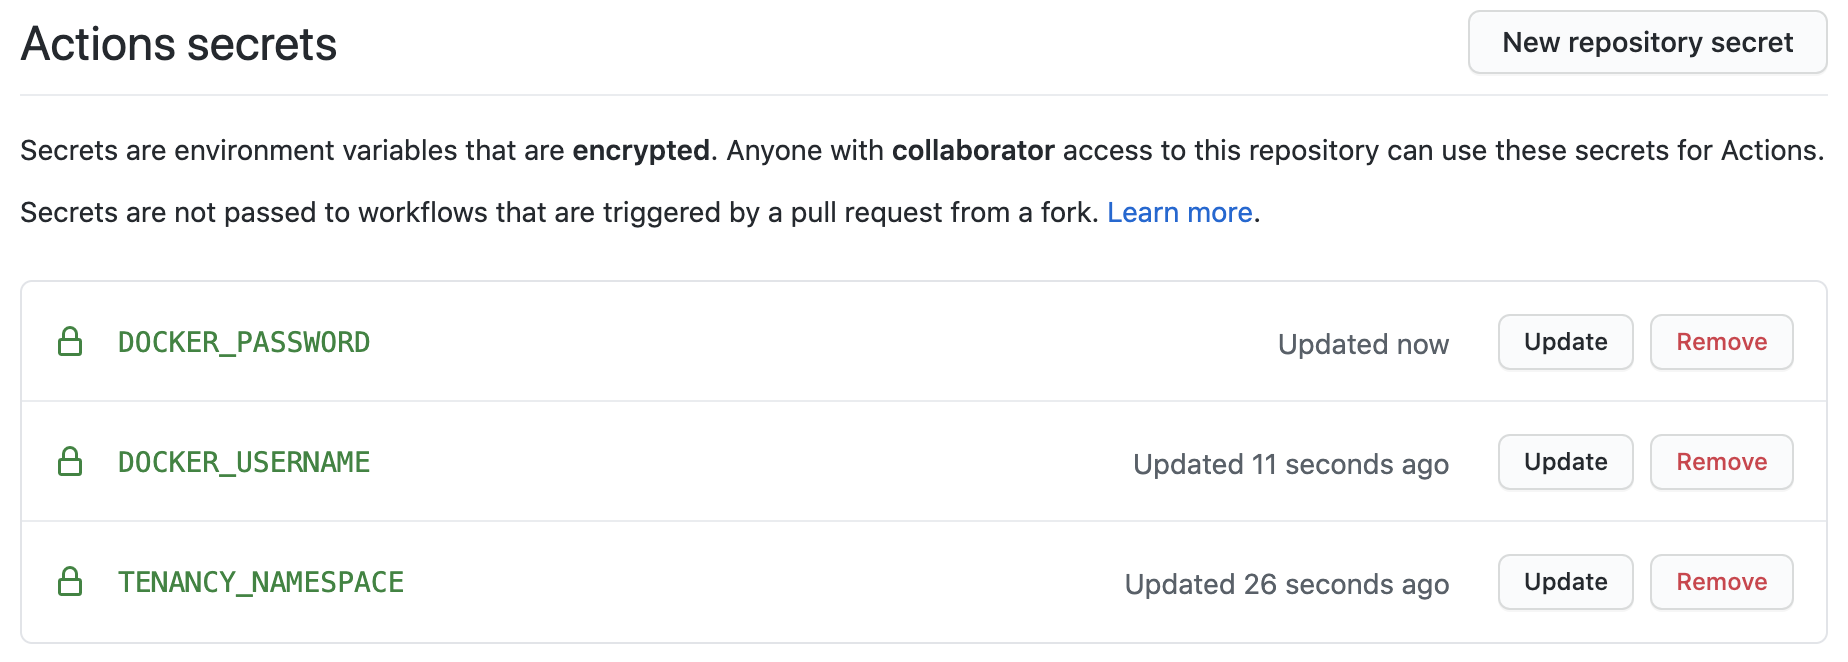 Actions secrets
New repository secret
Secrets are environment variables that are encrypted. Anyone with collaborator access to this repository can use these secrets for Actions.
Secrets are not passed to workflows that are triggered by a pull request from a fork. Learn more.
DOCKER_PASSWORD Updated now Update Remove
DOCKER_USERNAME Updated 11 seconds ago Update Remove
TENANCY_NAMESPACE Updated 26 seconds ago Update Remove